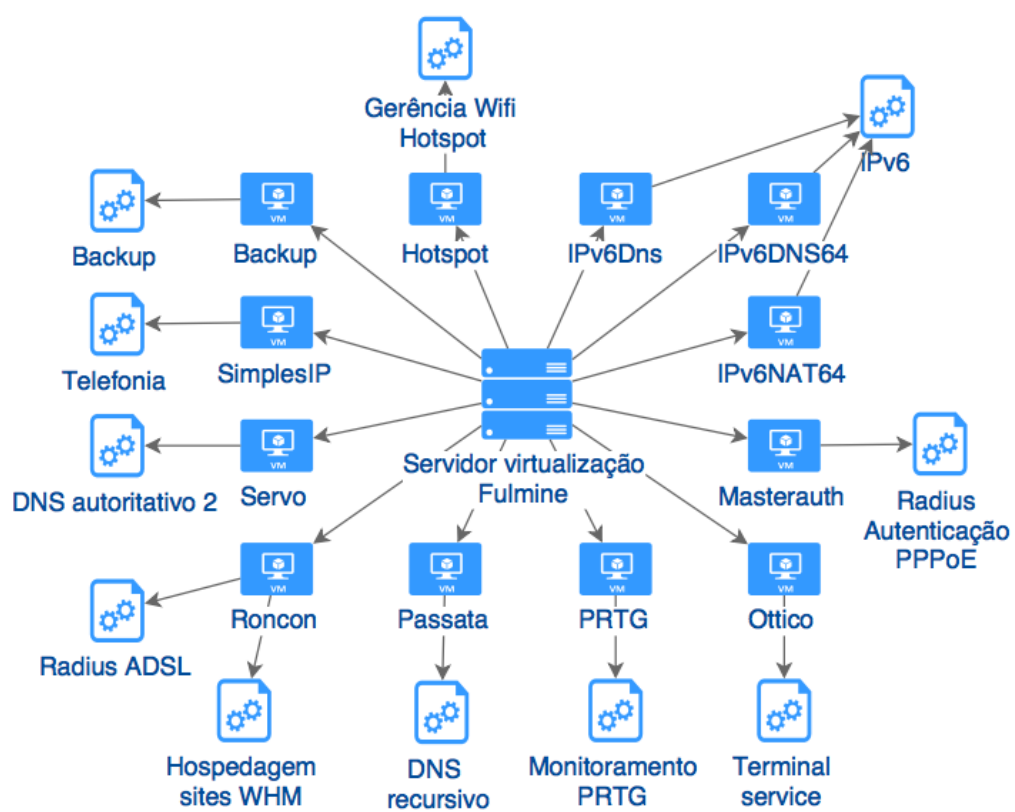 Gerência Wifi
Hotspot
IPv6
VM
VM
VM
VM
Backup
Backup
Hotspot
IPv6Dns
IPv6DNS64
VM
VM
Telefonia
SimplesIP
IPv6NAT64
VM
VM
Servidor virtualização
Fulmine
DNS autoritativo 2
Servo
Masterauth
Radius
Autenticação
PPPoE
VM
VM
VM
VM
Roncon
Passata
PRTG
Ottico
Radius ADSL
Hospedagem
sites WHM
DNS
recursivo
Monitoramento
PRTG
Terminal
service